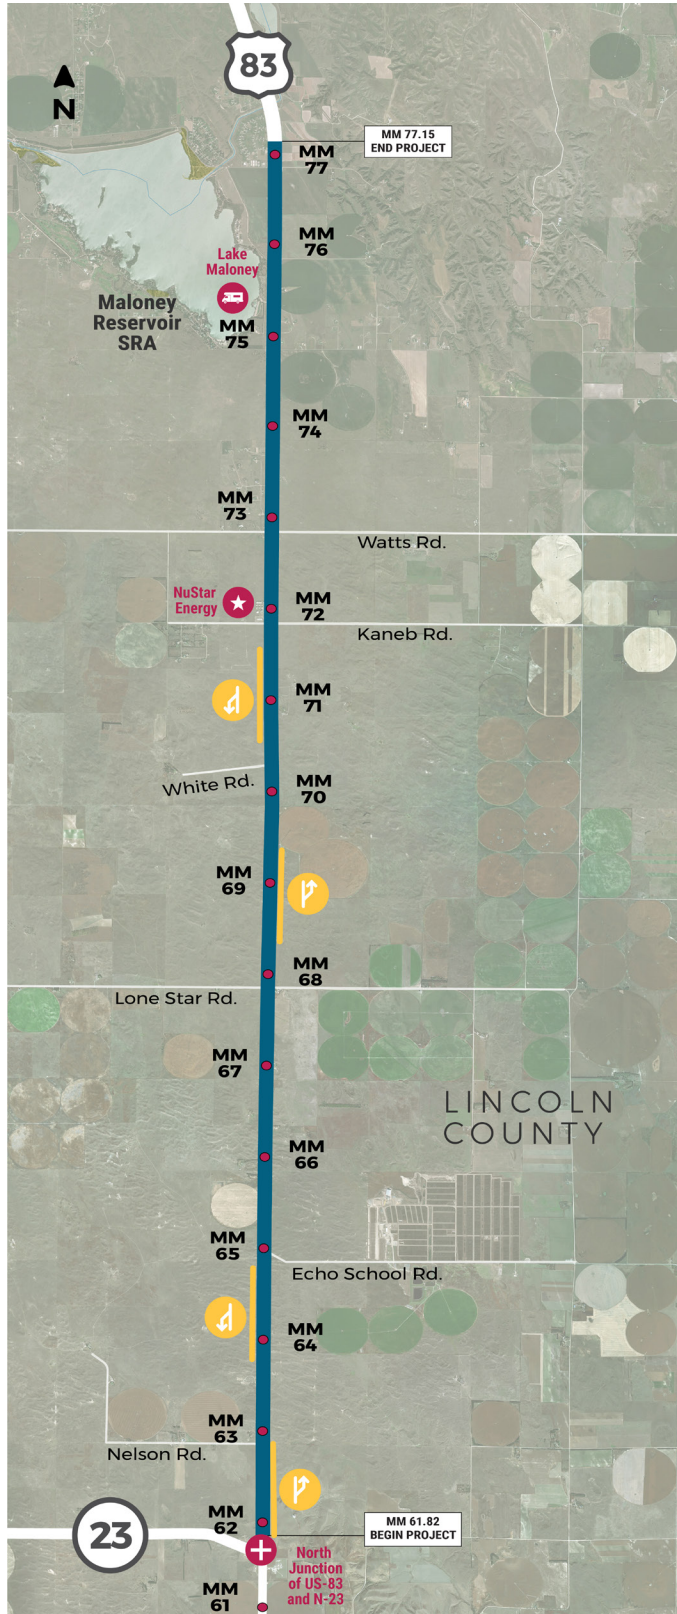 83
N
MM 77.15
END PROJECT
MM
77
MM
76
Lake
Maloney
Maloney
Reservoir
SRA
MM
75
MM
74
MM
73
Watts Rd.
NuStar
Energy
MM
72
Kaneb Rd.
MM
71
White Rd.
MM
70
MM
69
MM
68
Lone Star Rd.
MM
67
LINCOLN
COUNTY
MM
66
MM
65
Echo School Rd.
MM
64
MM
63
Nelson Rd.
MM
62
MM 61.82
BEGIN PROJECT
23
North
Junction
of US-83
and N-23
MM
61